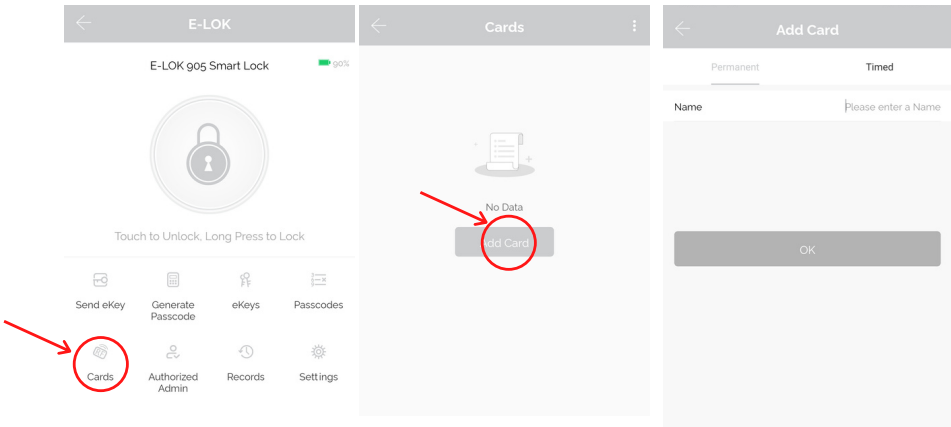 E-LOK
E-LOK 905 Smart Lock
90%
Touch to Unlock, Long Press to Lock
Send eKey
Generate
Passcode
eKeys
Passcodes
Cards
Authorized
Admin
Records
Settings
Cards
No Data
Add Card
Add Card
Permanent
Timed
Name
Please enter a Name
OK